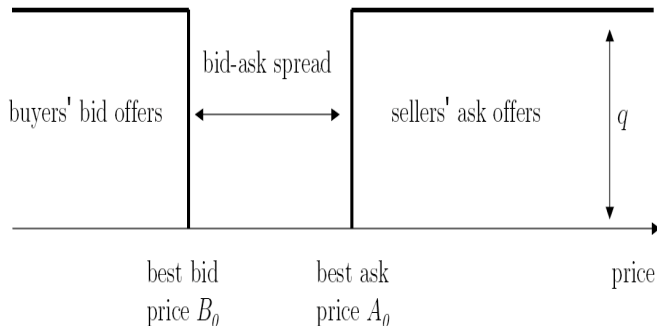 bid-ask spread
buyers' bid offers
sellers' ask offers
q
best bid
price B₀
best ask
price A₀
price